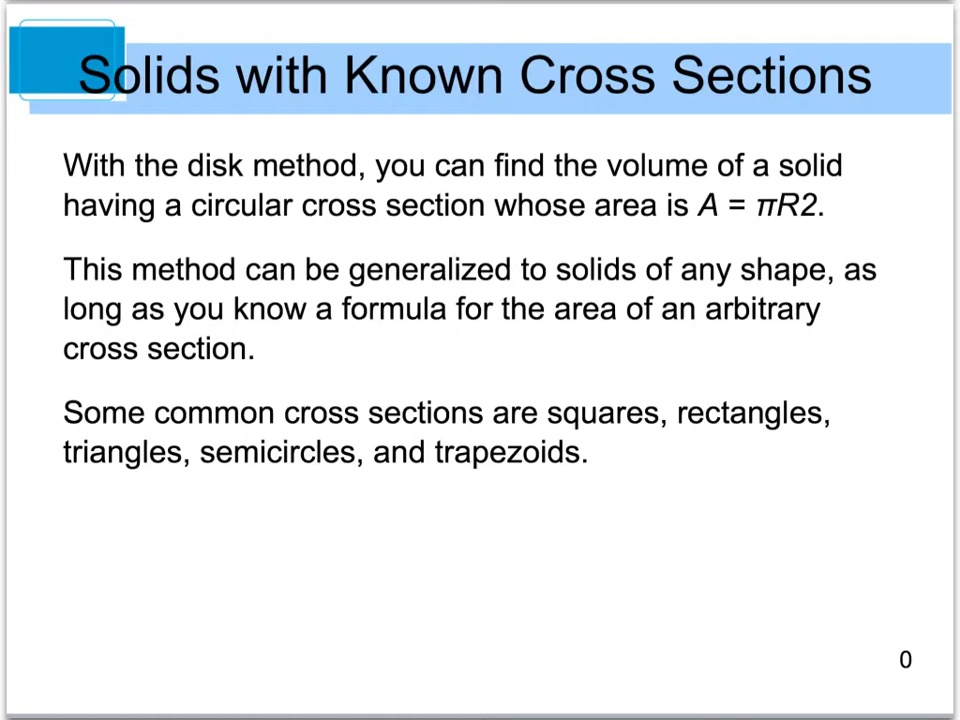 Solids with Known Cross Sections
With the disk method, you can find the volume of a solid
having a circular cross section whose area is A = πR2.
This method can be generalized to solids of any shape, as
long as you know a formula for the area of an arbitrary
cross section.
Some common cross sections are squares, rectangles,
triangles, semicircles, and trapezoids.
0